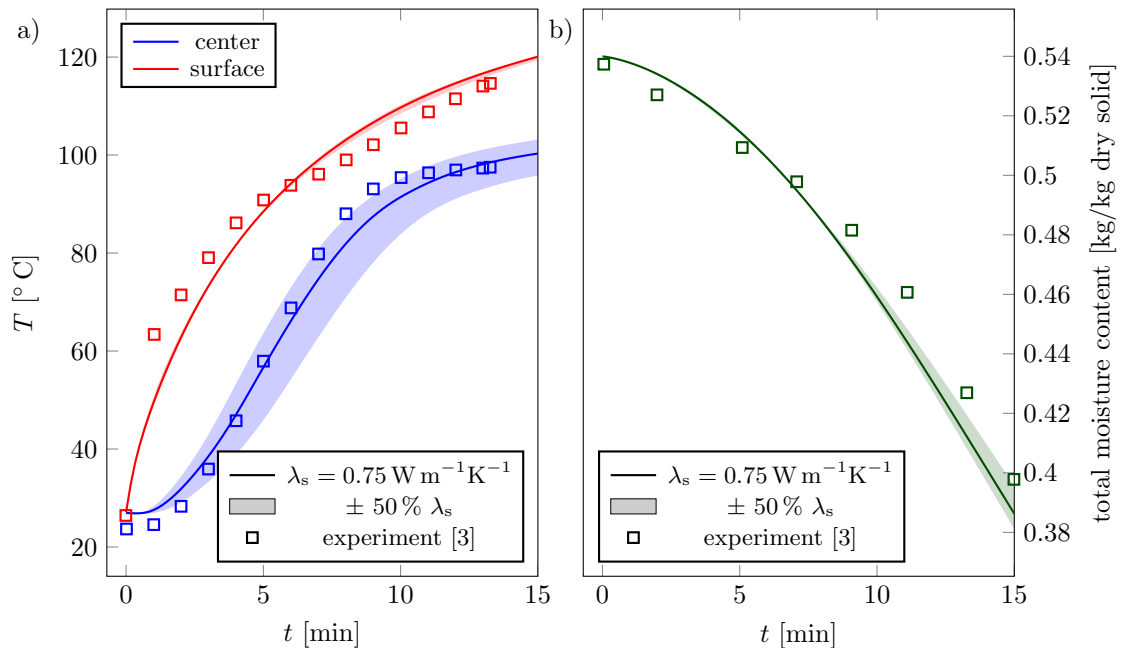 a)
center
surface
120
100
80
60
40
20
T [° C]
0
5
10
15
t [min]
λs = 0.75 W m⁻¹K⁻¹
± 50 % λs
experiment [3]
b)
0.54
0.52
0.5
0.48
0.46
0.44
0.42
0.4
0.38
total moisture content [kg/kg dry solid]
0
5
10
15
t [min]
λs = 0.75 W m⁻¹K⁻¹
± 50 % λs
experiment [3]